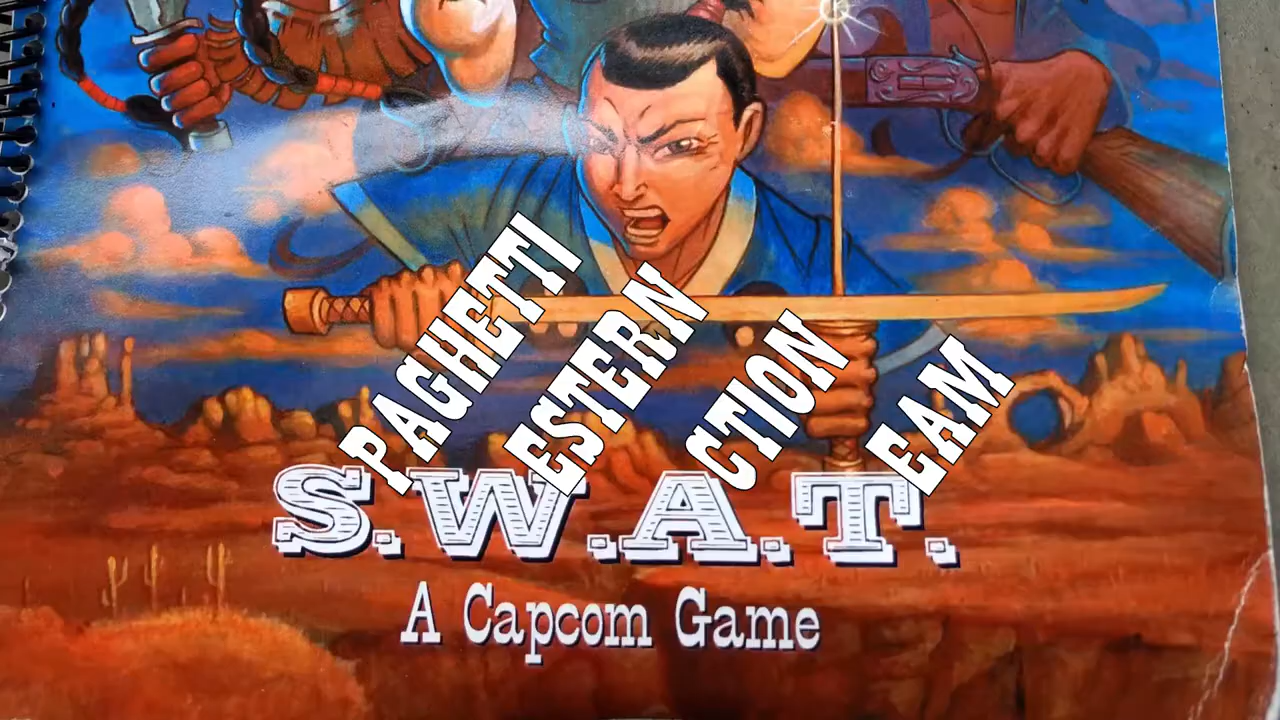 PAGHETTI
ESTERN
CTION
EAM
S.W.A.T.
A Capcom Game